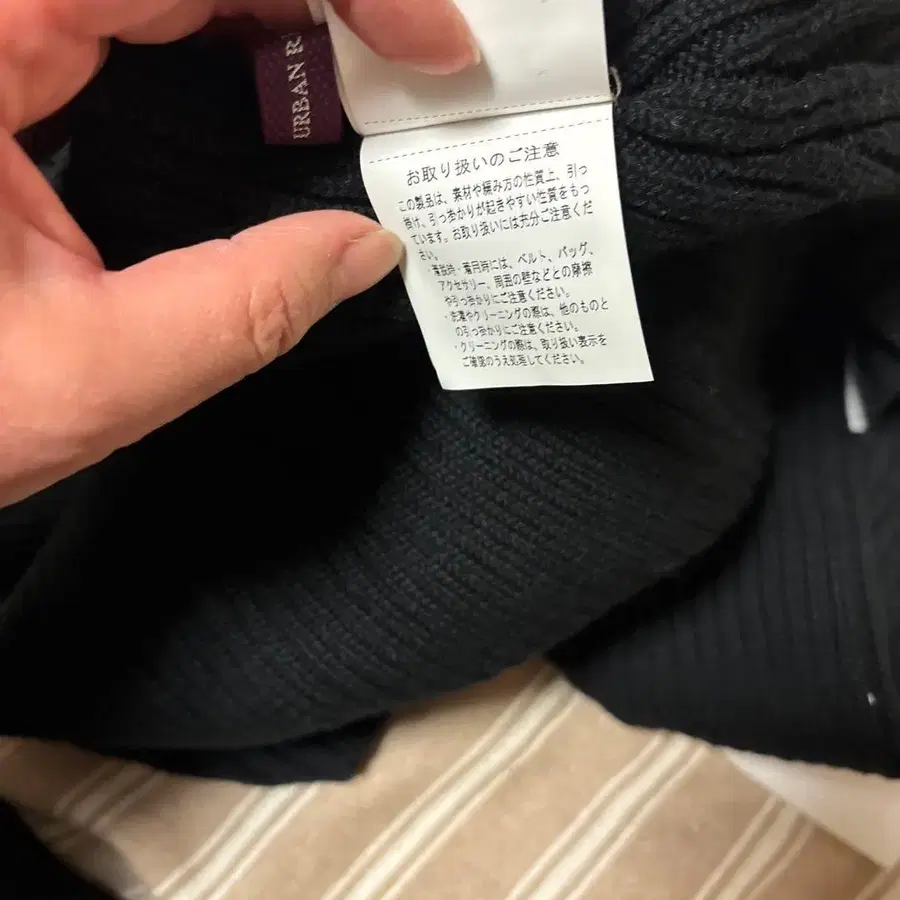 URBAN R
お取り扱いのご注意
この製品は、素材や編み方の性質上、引っ
掛け、引っ掛かりが起きやすい性質をもっ
ています。お取り扱いには充分ご注意くだ
さい。
・着脱時・着用時には、ベルト、バッグ、
アクセサリー、周囲の壁などとの摩擦
や引っ掛かりにご注意ください。
・洗濯やクリーニングの際は、他のものと
の引っ掛かりにご注意ください。
・クリーニングの際は、取り扱い表示を
ご確認のうえ処理してください。